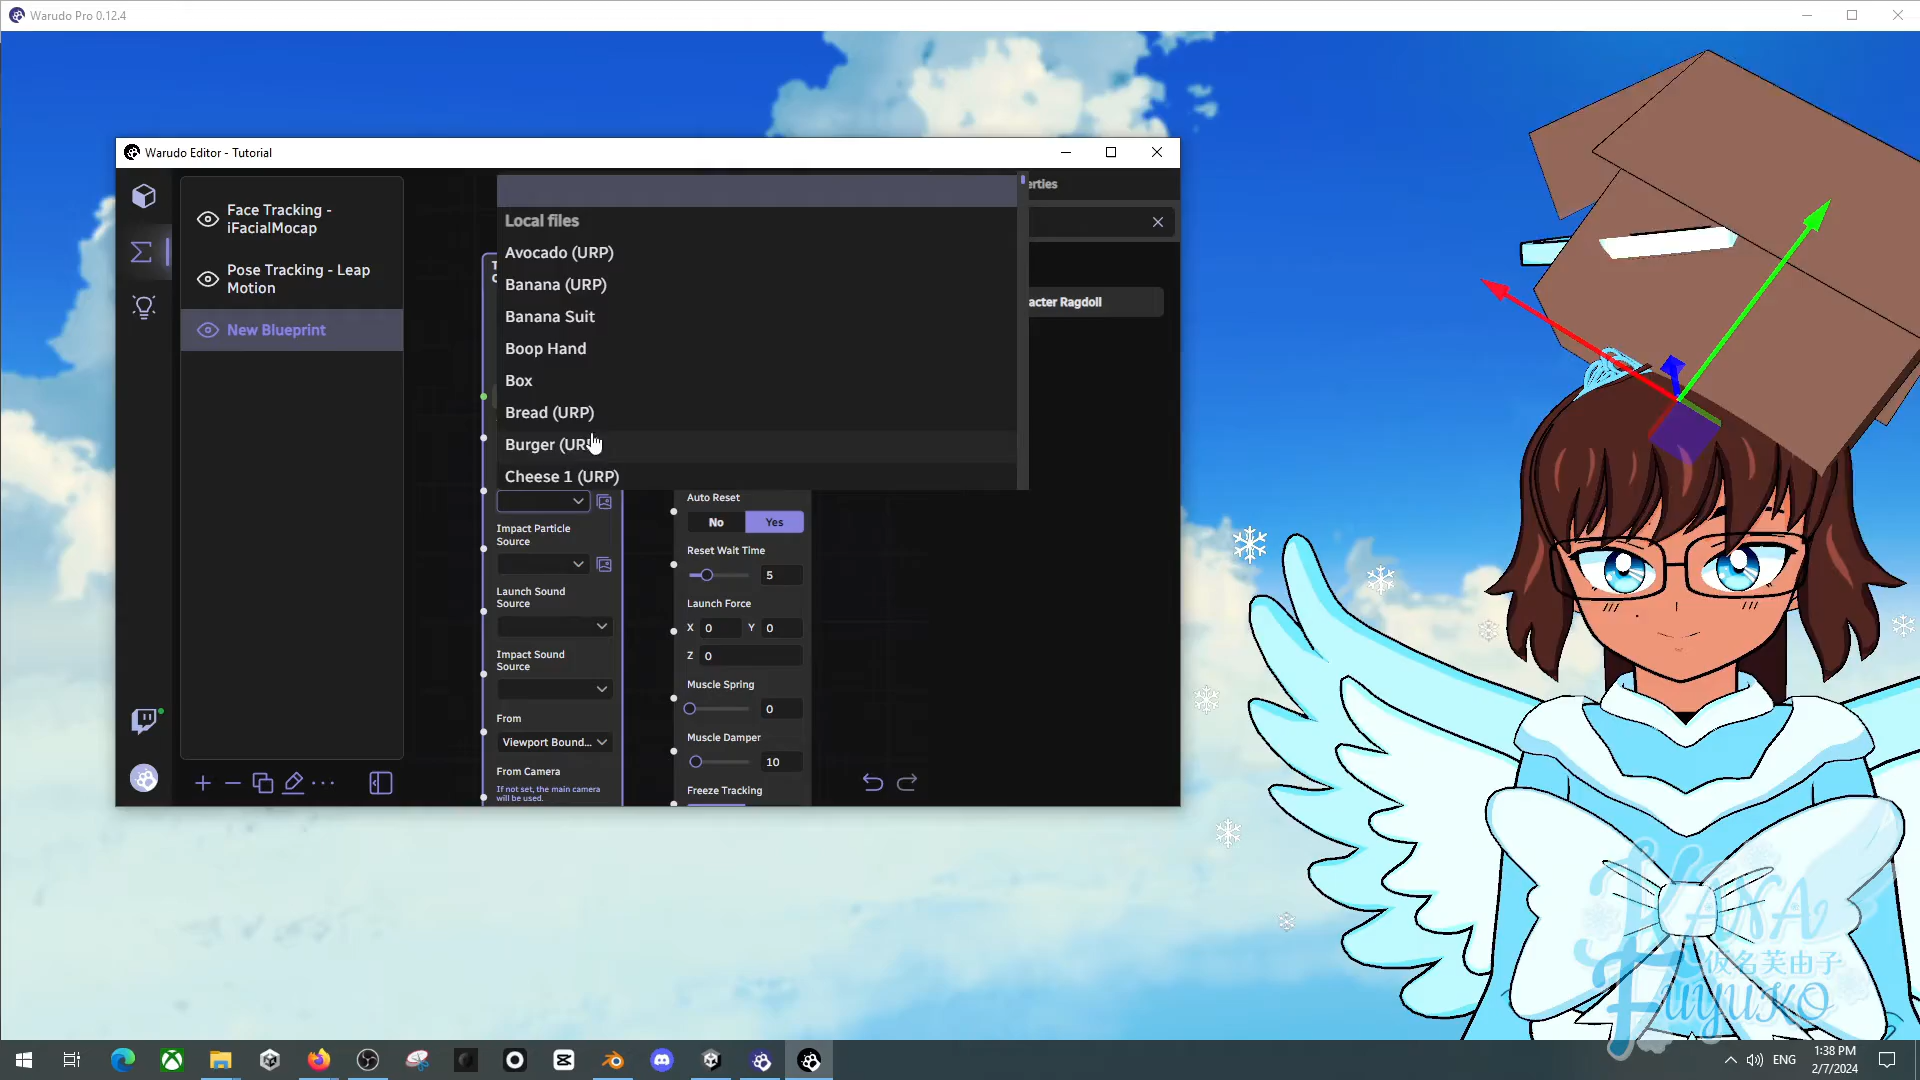 Warudo Pro 0.12.4
Warudo Editor - Tutorial
Face Tracking -
iFacialMocap
Pose Tracking - Leap
Motion
New Blueprint
Local files
Avocado (URP)
Banana (URP)
Banana Suit
Boop Hand
Box
Bread (URP)
Burger
Cheese 1 (URP)
Impact Particle
Source
Launch Sound
Source
Impact Sound
Source
From
Viewport Bound...
From Camera
If not set, the main camera
will be used.
Auto Reset
No Yes
Reset Wait Time
5
Launch Force
X 0 Y 0
Z 0
Muscle Spring
0
Muscle Damper
10
Freeze Tracking
erties
acter Ragdoll
KANA
仮名芙由子
FUYUKO
ENG
1:38 PM
2/7/2024